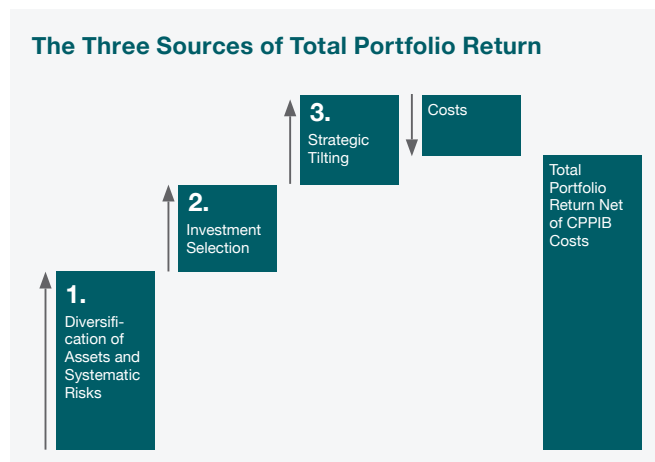 The Three Sources of Total Portfolio Return
1.
Diversifi-
cation of
Assets and
Systematic
Risks
2.
Investment
Selection
3.
Strategic
Tilting
Costs
Total
Portfolio
Return Net
of CPPIB
Costs